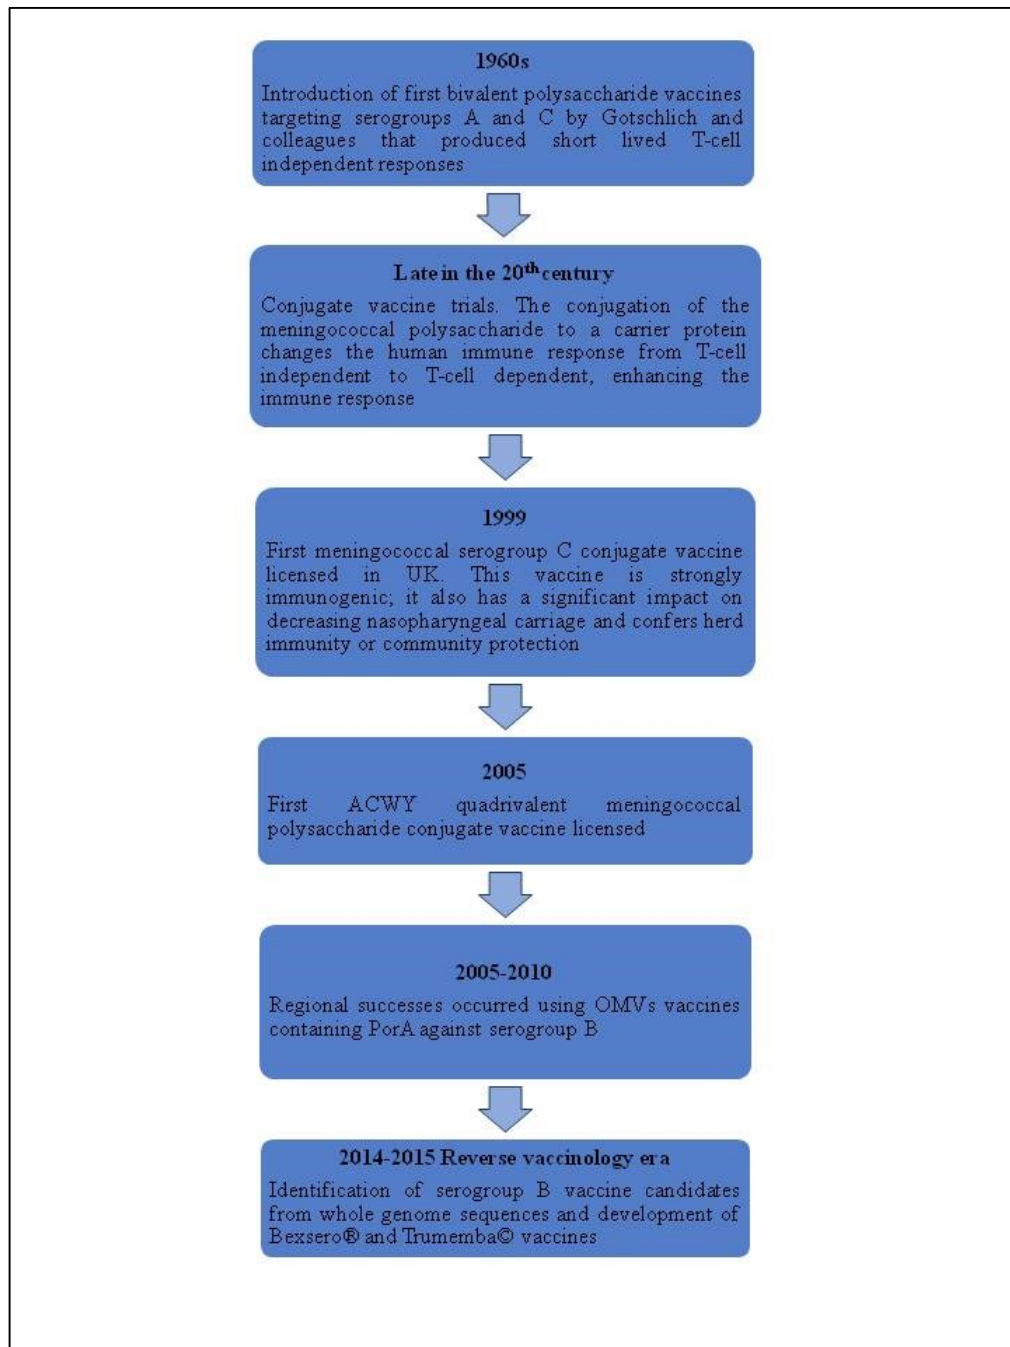 1960s
Introduction of first bivalent polysaccharide vaccines
targeting serogroups A and C by Gotschlich and
colleagues that produced short lived T-cell
independent responses
Late in the 20th century
Conjugate vaccine trials. The conjugation of the
meningococcal polysaccharide to a carrier protein
changes the human immune response from T-cell
independent to T-cell dependent, enhancing the
immune response
1999
First meningococcal serogroup C conjugate vaccine
licensed in UK. This vaccine is strongly
immunogenic; it also has a significant impact on
decreasing nasopharyngeal carriage and confers herd
immunity or community protection
2005
First ACWY quadrivalent meningococcal
polysaccharide conjugate vaccine licensed
2005-2010
Regional successes occurred using OMVs vaccines
containing PorA against serogroup B
2014-2015 Reverse vaccinology era
Identification of serogroup B vaccine candidates
from whole genome sequences and development of
Bexsero® and Trumemba© vaccines